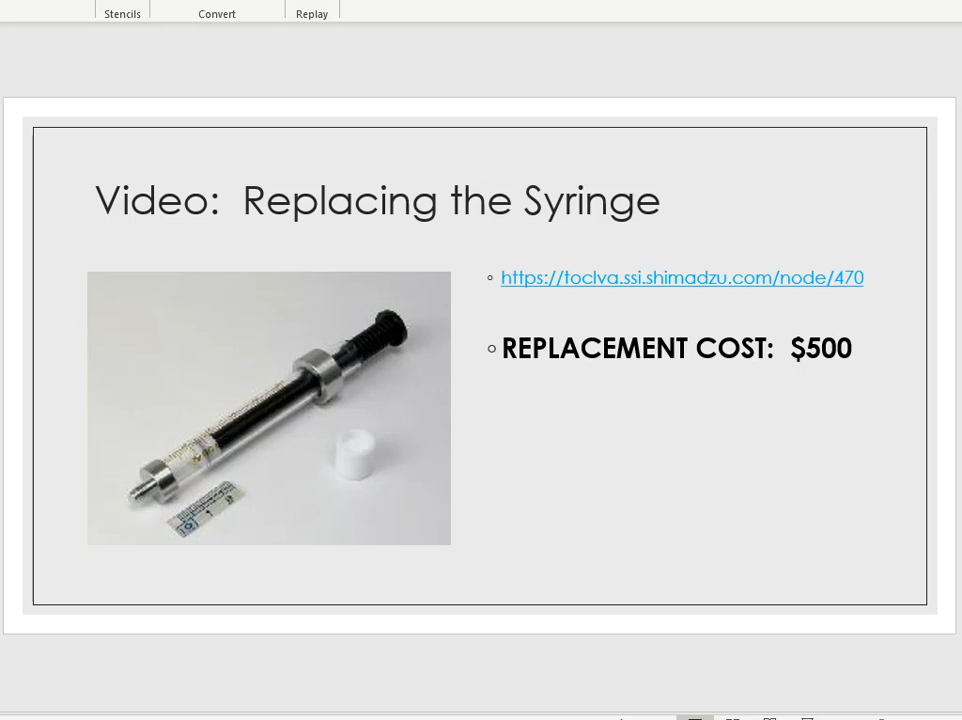 Stencils
Convert
Replay
Video: Replacing the Syringe
https://toclva.ssi.shimadzu.com/node/470
REPLACEMENT COST: $500